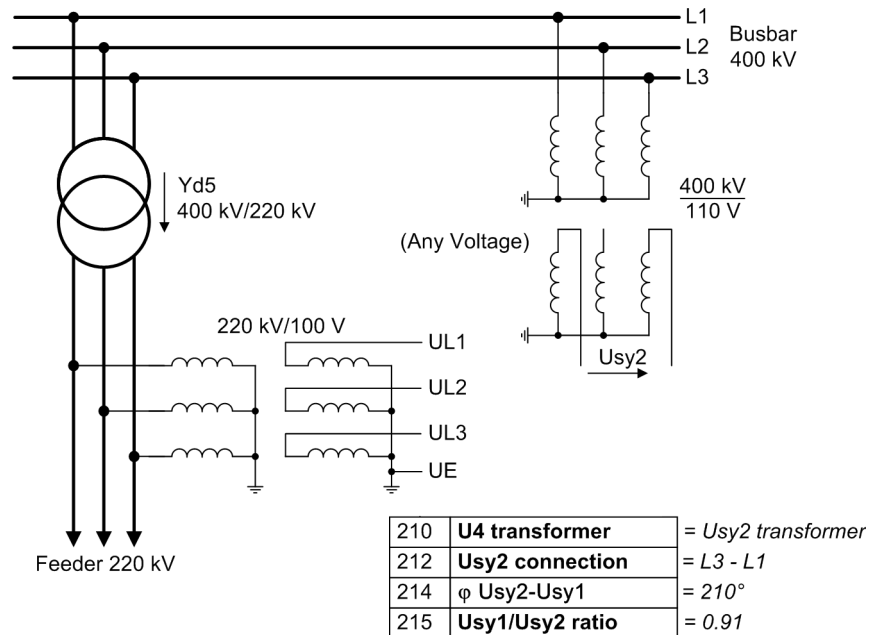 L1
L2
L3
Busbar
400 kV
Yd5
400 kV/220 kV
400 kV
110 V
(Any Voltage)
220 kV/100 V
UL1
UL2
UL3
UE
Usy2
Feeder 220 kV
210 U4 transformer = Usy2 transformer
212 Usy2 connection = L3 - L1
214 φ Usy2-Usy1 = 210°
215 Usy1/Usy2 ratio = 0.91